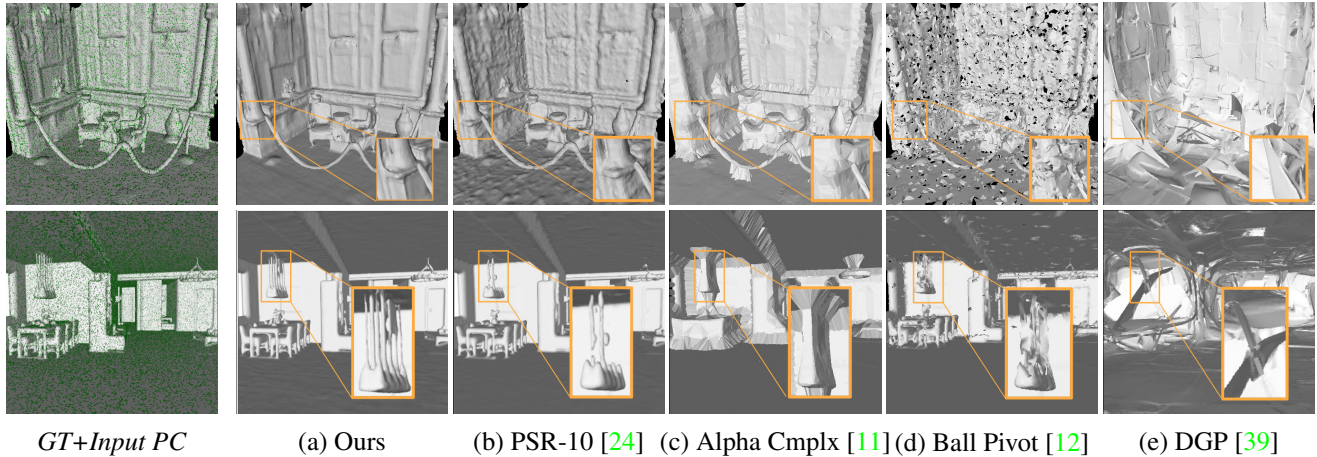 GT+Input PC (a) Ours (b) PSR-10 [24] (c) Alpha Cmplx [11] (d) Ball Pivot [12] (e) DGP [39]